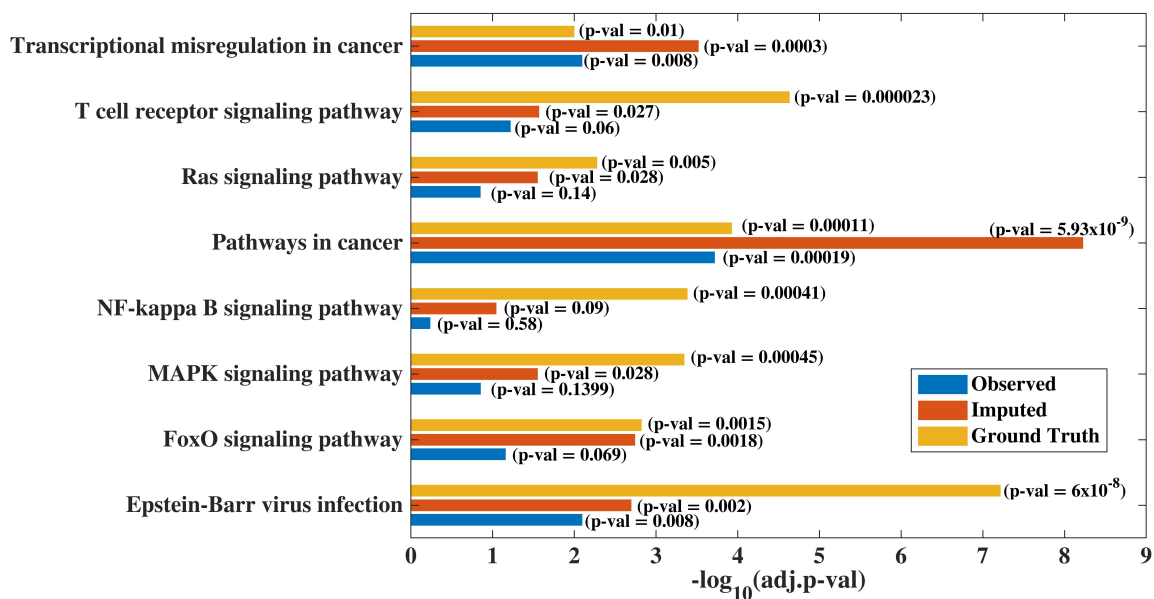 Transcriptional misregulation in cancer
(p-val = 0.01)
(p-val = 0.0003)
(p-val = 0.008)
T cell receptor signaling pathway
(p-val = 0.000023)
(p-val = 0.027)
(p-val = 0.06)
Ras signaling pathway
(p-val = 0.005)
(p-val = 0.028)
(p-val = 0.14)
Pathways in cancer
(p-val = 0.00011)
(p-val = 5.93x10⁻⁹)
(p-val = 0.00019)
NF-kappa B signaling pathway
(p-val = 0.00041)
(p-val = 0.09)
(p-val = 0.58)
MAPK signaling pathway
(p-val = 0.00045)
(p-val = 0.028)
(p-val = 0.1399)
FoxO signaling pathway
(p-val = 0.0015)
(p-val = 0.0018)
(p-val = 0.069)
Epstein-Barr virus infection
(p-val = 6x10⁻⁸)
(p-val = 0.002)
(p-val = 0.008)
Observed
Imputed
Ground Truth
0 1 2 3 4 5 6 7 8 9
-log₁₀(adj.p-val)